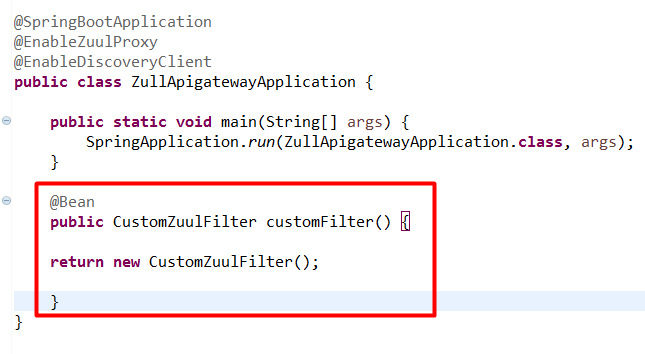 @SpringBootApplication
@EnableZuulProxy
@EnableDiscoveryClient
public class ZullApigatewayApplication {
public static void main(String[] args) {
SpringApplication.run(ZullApigatewayApplication.class, args);
}
@Bean
public CustomZuulFilter customFilter() {
return new CustomZuulFilter();
}
}